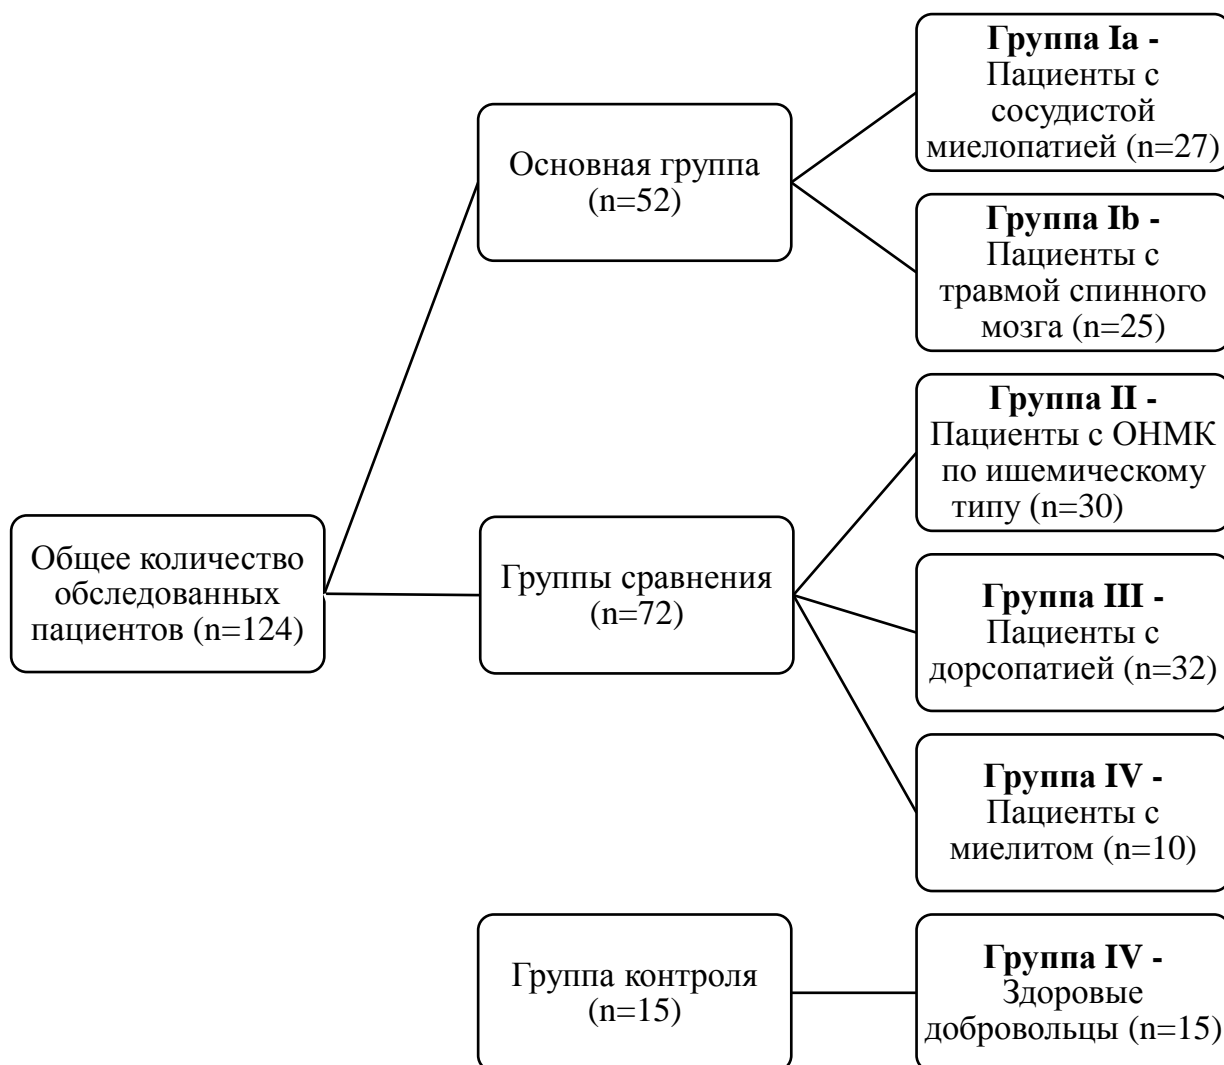 Общее количество
обследованных
пациентов (n=124)
Основная группа
(n=52)
Группа Ia -
Пациенты с
сосудистой
миелопатией (n=27)
Группа Ib -
Пациенты с
травмой спинного
мозга (n=25)
Группы сравнения
(n=72)
Группа II -
Пациенты с ОНМК
по ишемическому
типу (n=30)
Группа III -
Пациенты с
дорсопатией (n=32)
Группа IV -
Пациенты с
миелитом (n=10)
Группа контроля
(n=15)
Группа IV -
Здоровые
добровольцы (n=15)